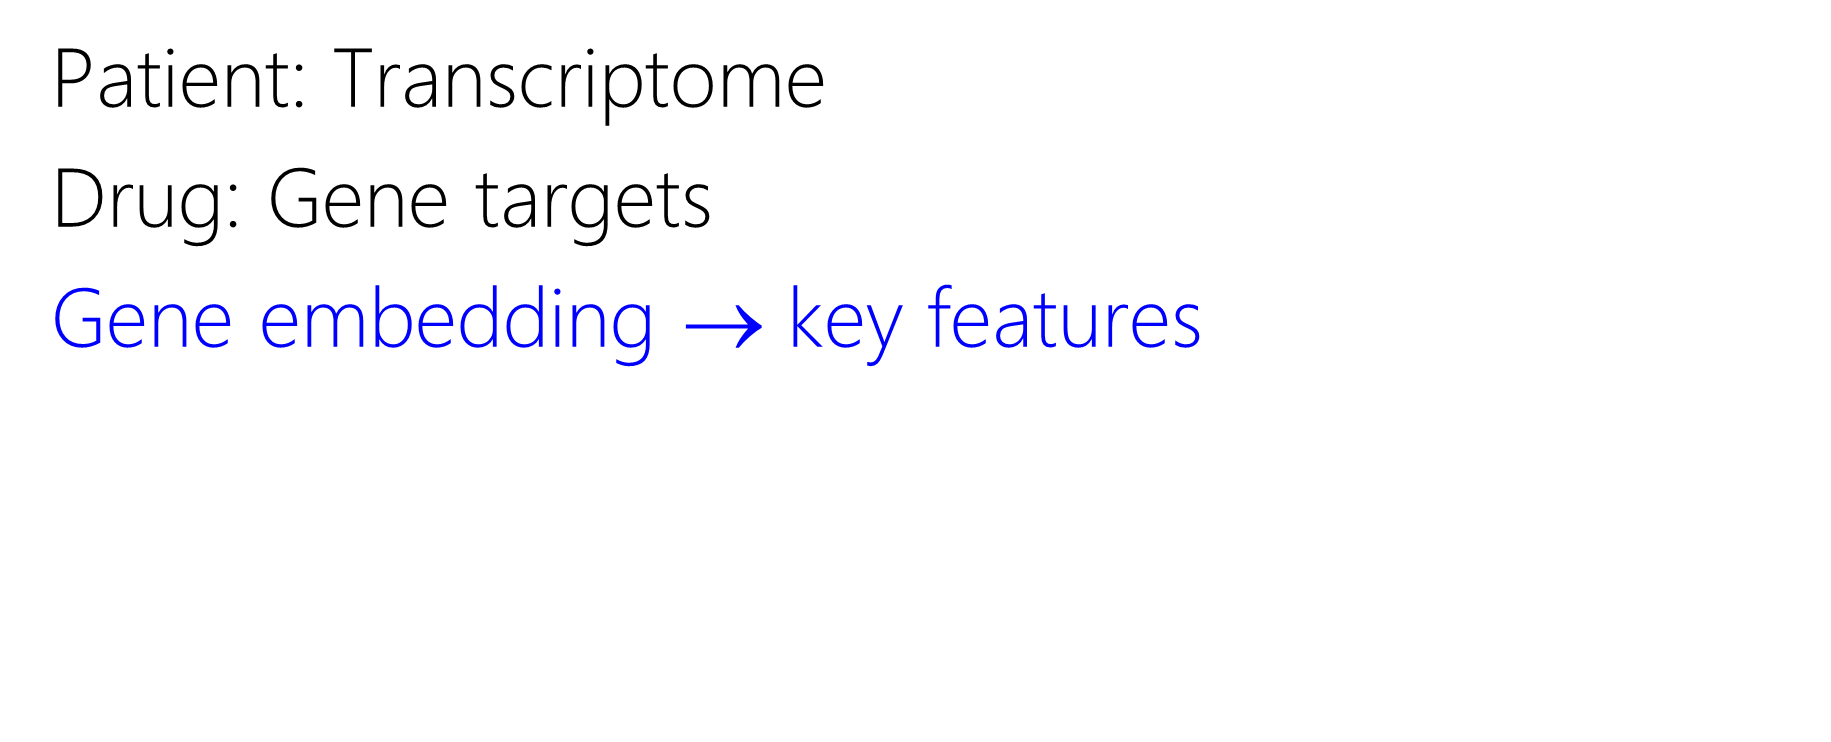 Patient: Transcriptome
Drug: Gene targets
Gene embedding → key features